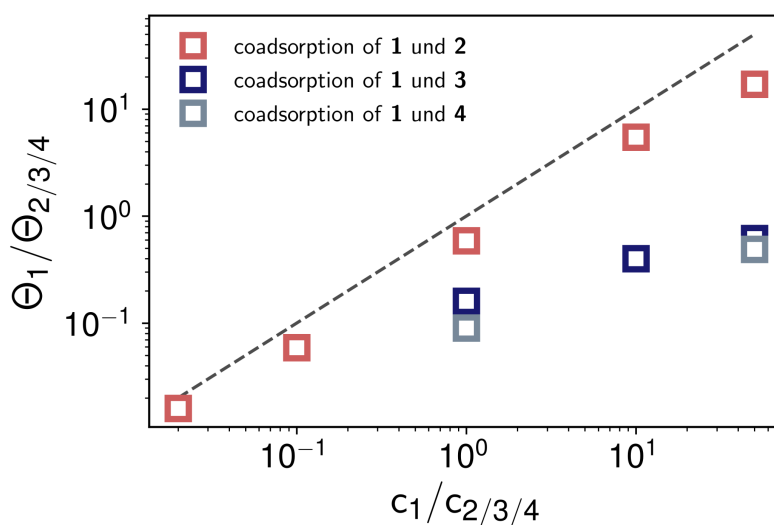 coadsorption of 1 und 2
coadsorption of 1 und 3
coadsorption of 1 und 4
Θ₁/Θ₂/₃/₄
10¹
10⁰
10⁻¹
10⁻¹ 10⁰ 10¹
c₁/c₂/₃/₄